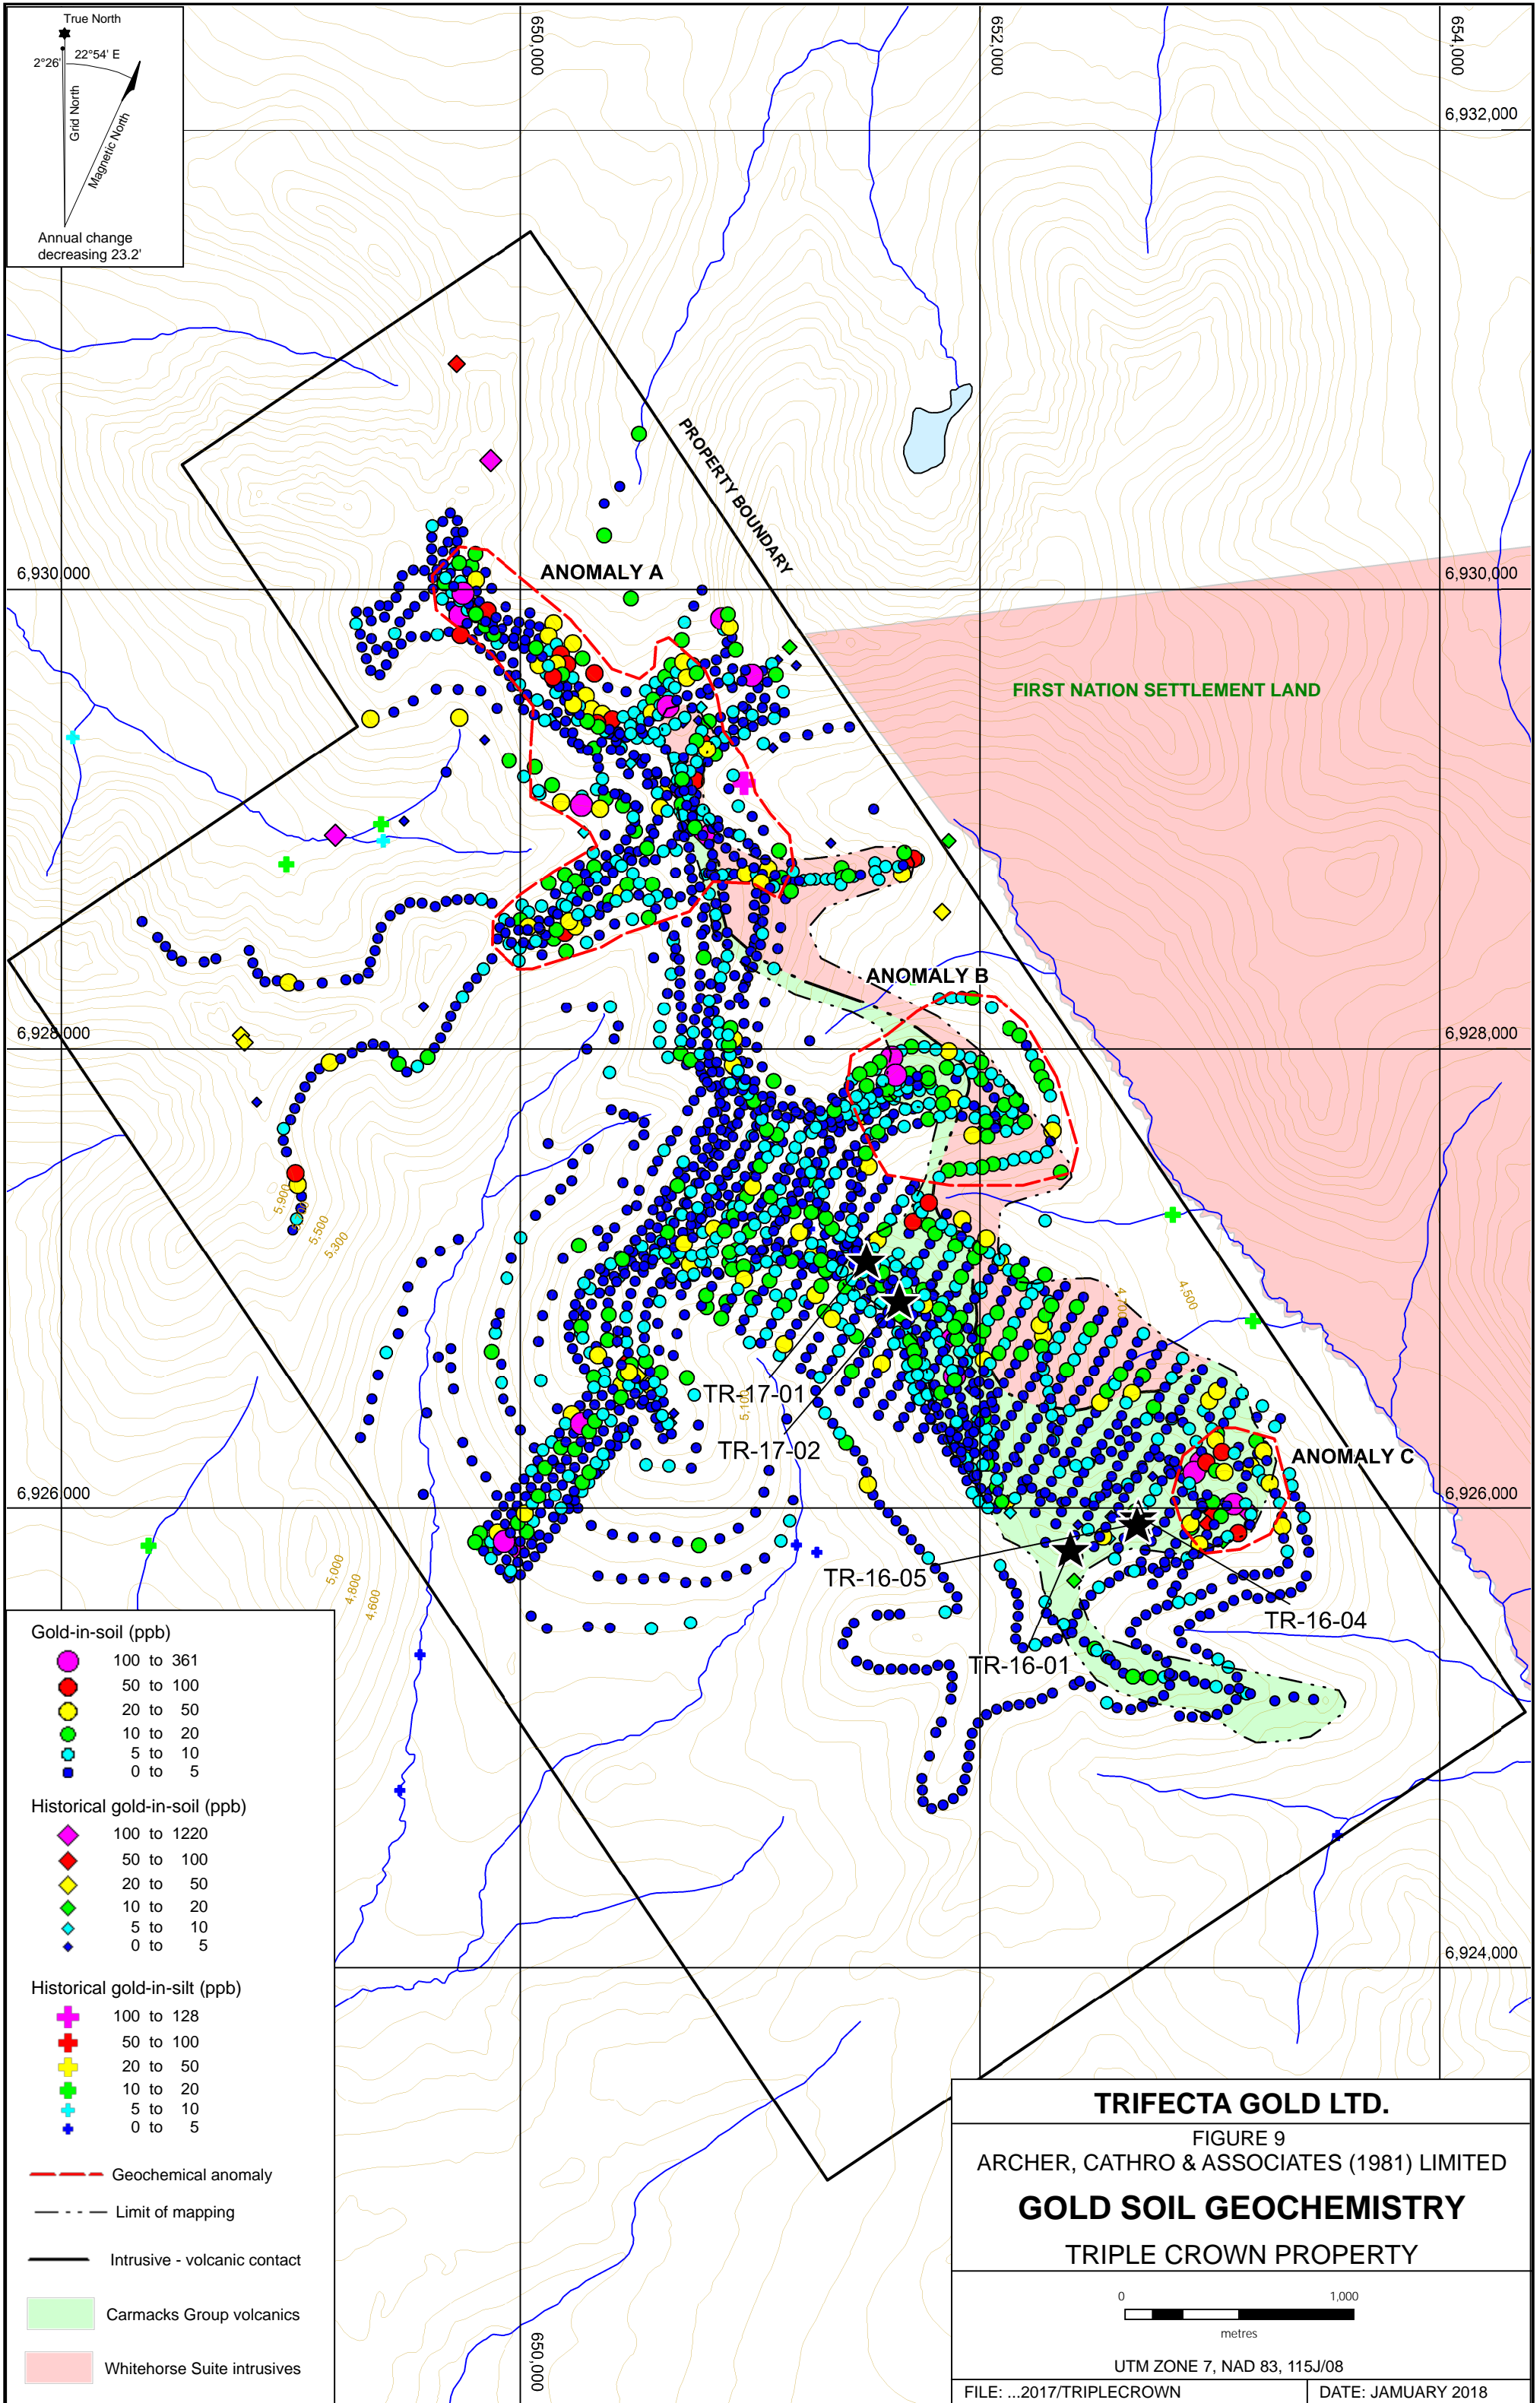 True North
2°26'
22°54' E
Grid North
Magnetic North
Annual change
decreasing 23.2'
650,000
652,000
654,000
6,932,000
PROPERTY BOUNDARY
ANOMALY A
6,930,000
6,930,000
FIRST NATION SETTLEMENT LAND
ANOMALY B
6,928,000
6,928,000
5,900
5,500
5,300
4,700
4,500
TR-17-01
5,100
TR-17-02
ANOMALY C
6,926,000
6,926,000
5,000
4,800
4,600
TR-16-05
TR-16-04
TR-16-01
6,924,000
Gold-in-soil (ppb)
100 to 361
50 to 100
20 to 50
10 to 20
5 to 10
0 to 5
Historical gold-in-soil (ppb)
100 to 1220
50 to 100
20 to 50
10 to 20
5 to 10
0 to 5
Historical gold-in-silt (ppb)
100 to 128
50 to 100
20 to 50
10 to 20
5 to 10
0 to 5
Geochemical anomaly
Limit of mapping
Intrusive - volcanic contact
Carmacks Group volcanics
Whitehorse Suite intrusives
650,000
TRIFECTA GOLD LTD.
FIGURE 9
ARCHER, CATHRO & ASSOCIATES (1981) LIMITED
GOLD SOIL GEOCHEMISTRY
TRIPLE CROWN PROPERTY
0 1,000
metres
UTM ZONE 7, NAD 83, 115J/08
FILE: ...2017/TRIPLECROWN DATE: JAMUARY 2018